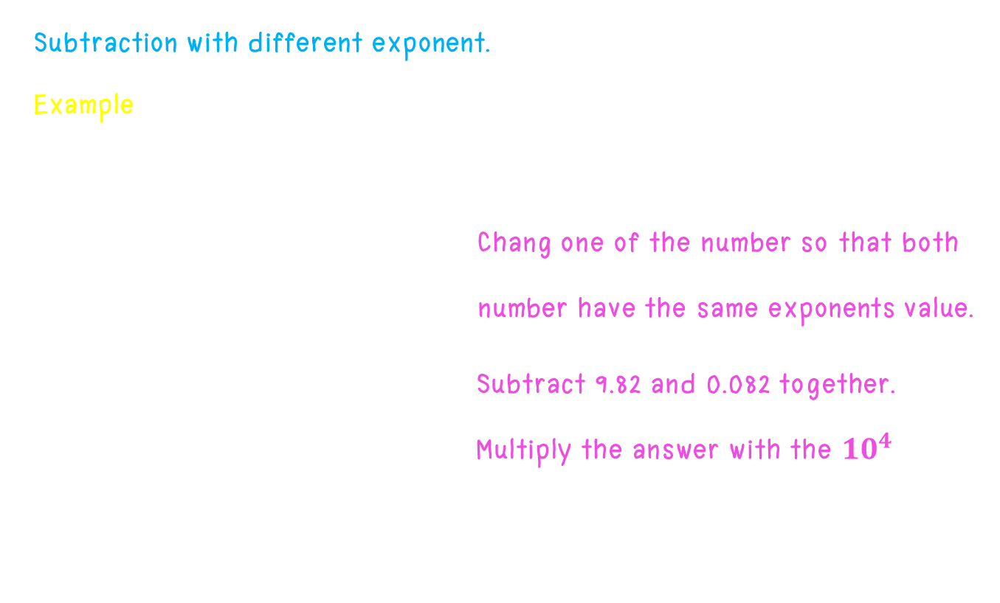 Subtraction with different exponent.
Example
Chang one of the number so that both
number have the same exponents value.
Subtract 9.82 and 0.082 together.
Multiply the answer with the 10⁴